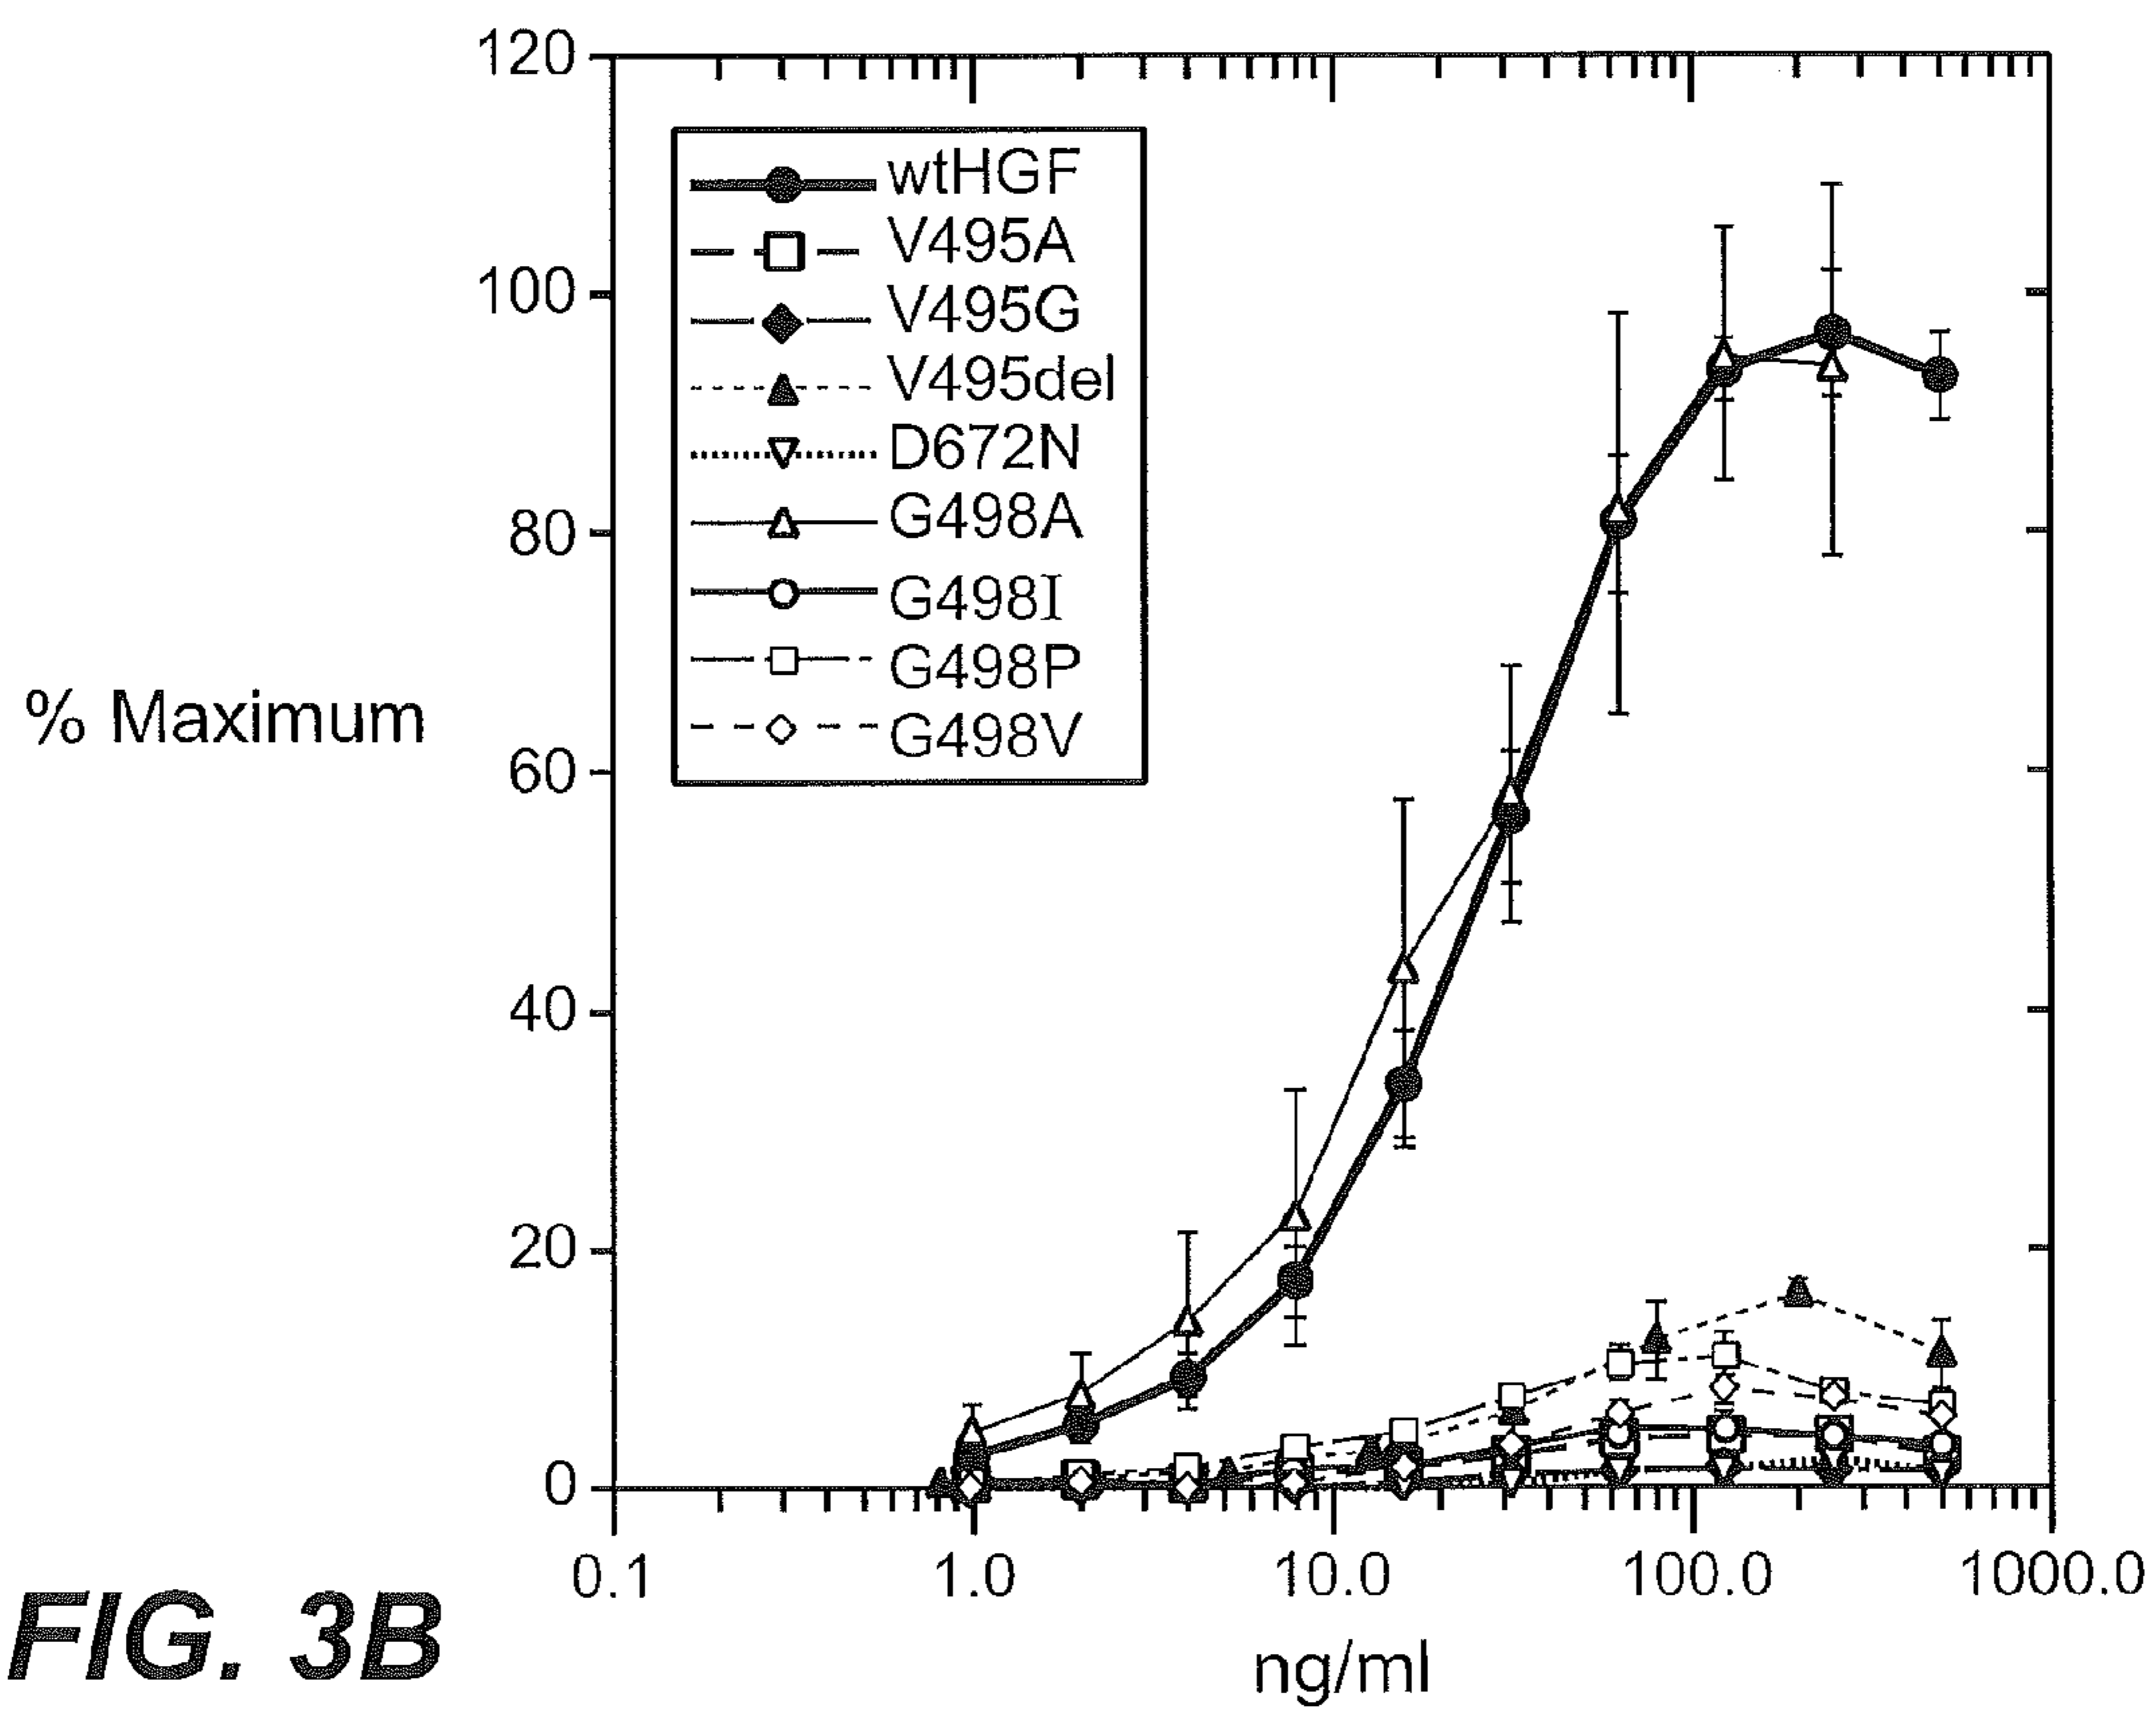 120
100
80
60
40
20
0
% Maximum
wtHGF
V495A
V495G
V495del
D672N
G498A
G498I
G498P
G498V
0.1 1.0 10.0 100.0 1000.0
ng/ml
FIG. 3B